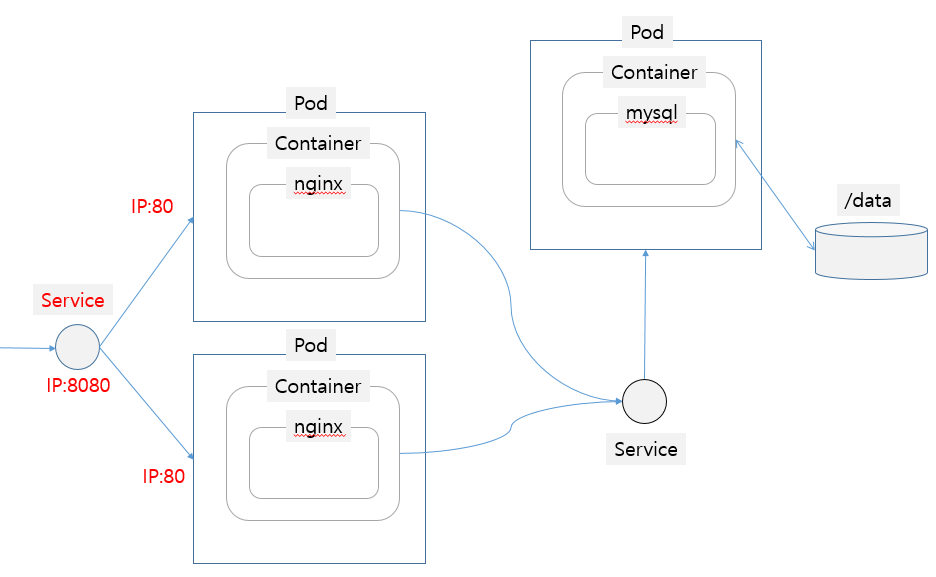 Pod
Container
mysql
Pod
Container
nginx
IP:80
/data
Service
IP:8080
Pod
Container
nginx
IP:80
Service